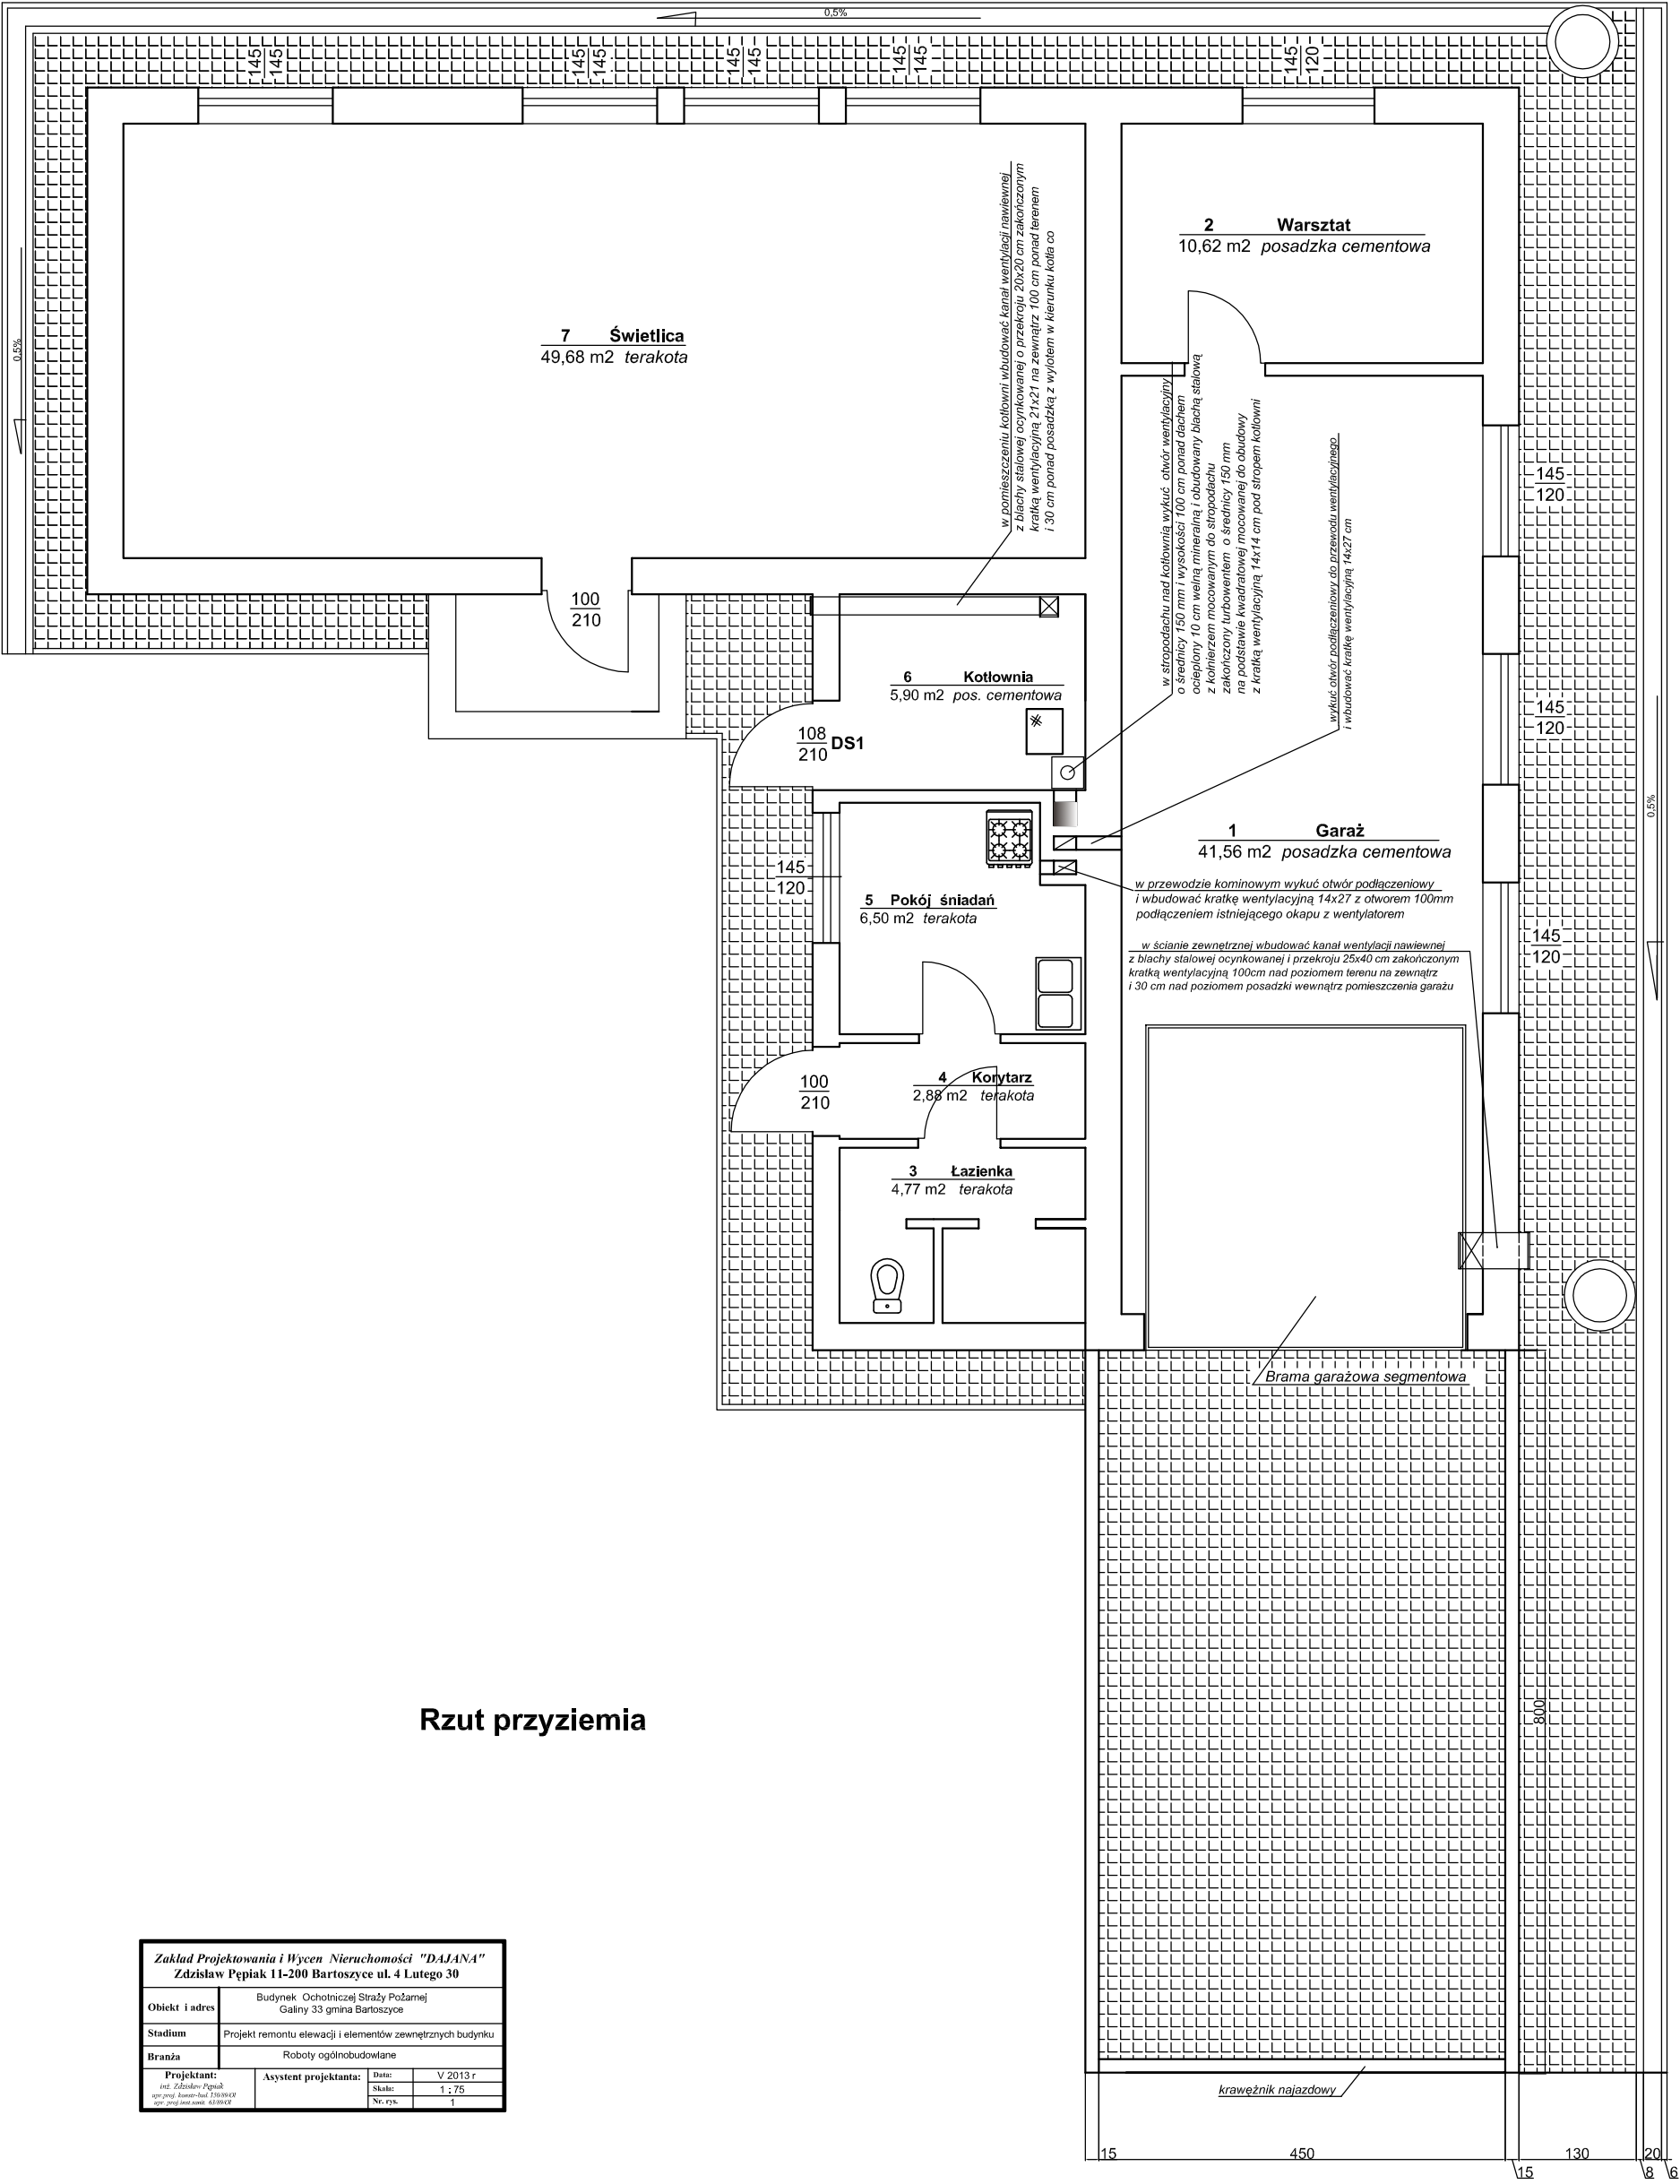 0,5%
145
145
145
145
145
145
145
145
145
120
2 Warsztat
10,62 m2 posadzka cementowa
7 Świetlica
49,68 m2 terakota
0,5%
w pomieszczeniu kotłowni wbudować kanał wentylacji nawiewnej
z blachy stalowej ocynkowanej o przekroju 20x20 cm zakończonym
kratką wentylacyjną 21x21 na zewnątrz 100 cm ponad terenem
i 30 cm ponad posadzką z wylotem w kierunku kotła co
w stropodachu nad kotłownią wykuć otwór wentylacyjny
o średnicy 150 mm i wysokości 100 cm ponad dachem
ocieplony 10 cm wełną mineralną i obudowany blachą stalową
z kołnierzem mocowanym do stropodachu
zakończony turbowentem o średnicy 150 mm
na podstawie kwadratowej mocowanej do obudowy
z kratką wentylacyjną 14x14 cm pod stropem kotłowni
wykuć otwór podłączeniowy do przewodu wentylacyjnego
i wbudować kratkę wentylacyjną 14x27 cm
145
120
100
210
6 Kotłownia
5,90 m2 pos. cementowa
145
120
108
210
DS1
0,5%
1 Garaż
41,56 m2 posadzka cementowa
145
120
5 Pokój śniadań
6,50 m2 terakota
w przewodzie kominowym wykuć otwór podłączeniowy
i wbudować kratkę wentylacyjną 14x27 z otworem 100mm
podłączeniem istniejącego okapu z wentylatorem
145
120
w ścianie zewnętrznej wbudować kanał wentylacji nawiewnej
z blachy stalowej ocynkowanej i przekroju 25x40 cm zakończonym
kratką wentylacyjną 100cm nad poziomem terenu na zewnątrz
i 30 cm nad poziomem posadzki wewnątrz pomieszczenia garażu
100
210
4 Korytarz
2,88 m2 terakota
3 Łazienka
4,77 m2 terakota
Brama garażowa segmentowa
Rzut przyziemia
800
Zakład Projektowania i Wycen Nieruchomości "DAJANA"
Zdzisław Pępiak 11-200 Bartoszyce ul. 4 Lutego 30
Obiekt i adres
Budynek Ochotniczej Straży Pożarnej
Galiny 33 gmina Bartoszyce
Stadium
Projekt remontu elewacji i elementów zewnętrznych budynku
Branża
Roboty ogólnobudowlane
Projektant:
inż. Zdzisław Pępiak
upr.proj. konstr-bud. 150/89/Ol
upr. proj.inst.sanit. 63/89/Ol
Asystent projektanta:
Data: V 2013 r
Skala: 1 : 75
Nr. rys. 1
krawężnik najazdowy
15 450 130 20
15 8 6